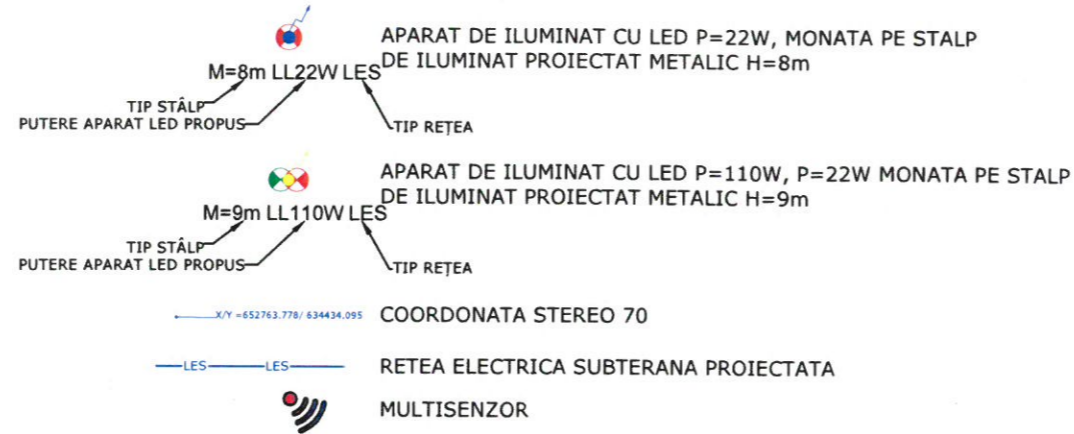 APARAT DE ILUMINAT CU LED P=22W, MONATA PE STALP
DE ILUMINAT PROIECTAT METALIC H=8m
M=8m LL22W LES
TIP STÂLP
PUTERE APARAT LED PROPUS
TIP REȚEA
APARAT DE ILUMINAT CU LED P=110W, P=22W MONATA PE STALP
DE ILUMINAT PROIECTAT METALIC H=9m
M=9m LL110W LES
TIP STÂLP
PUTERE APARAT LED PROPUS
TIP REȚEA
X/Y =652763.778/ 634434.095 COORDONATA STEREO 70
LES LES RETEA ELECTRICA SUBTERANA PROIECTATA
MULTISENZOR